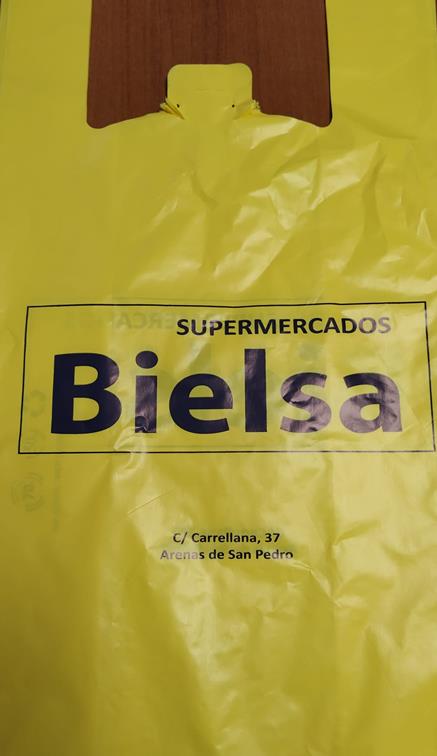 SUPERMERCADOS
Bielsa
C/ Carrellana, 37
Arenas de San Pedro